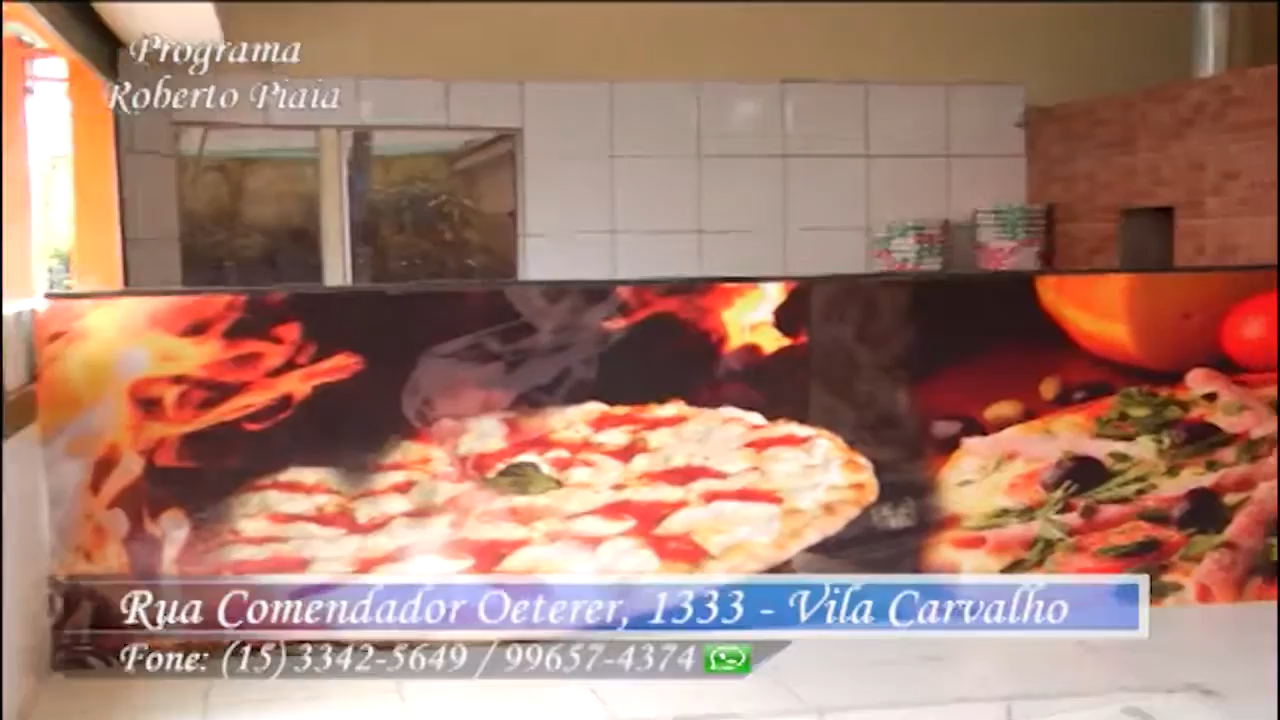 Programa
Roberto Piaia
Rua Comendador Oeterer, 1333 - Vila Carvalho
Fone: (15) 3342-5649 / 99657-4374